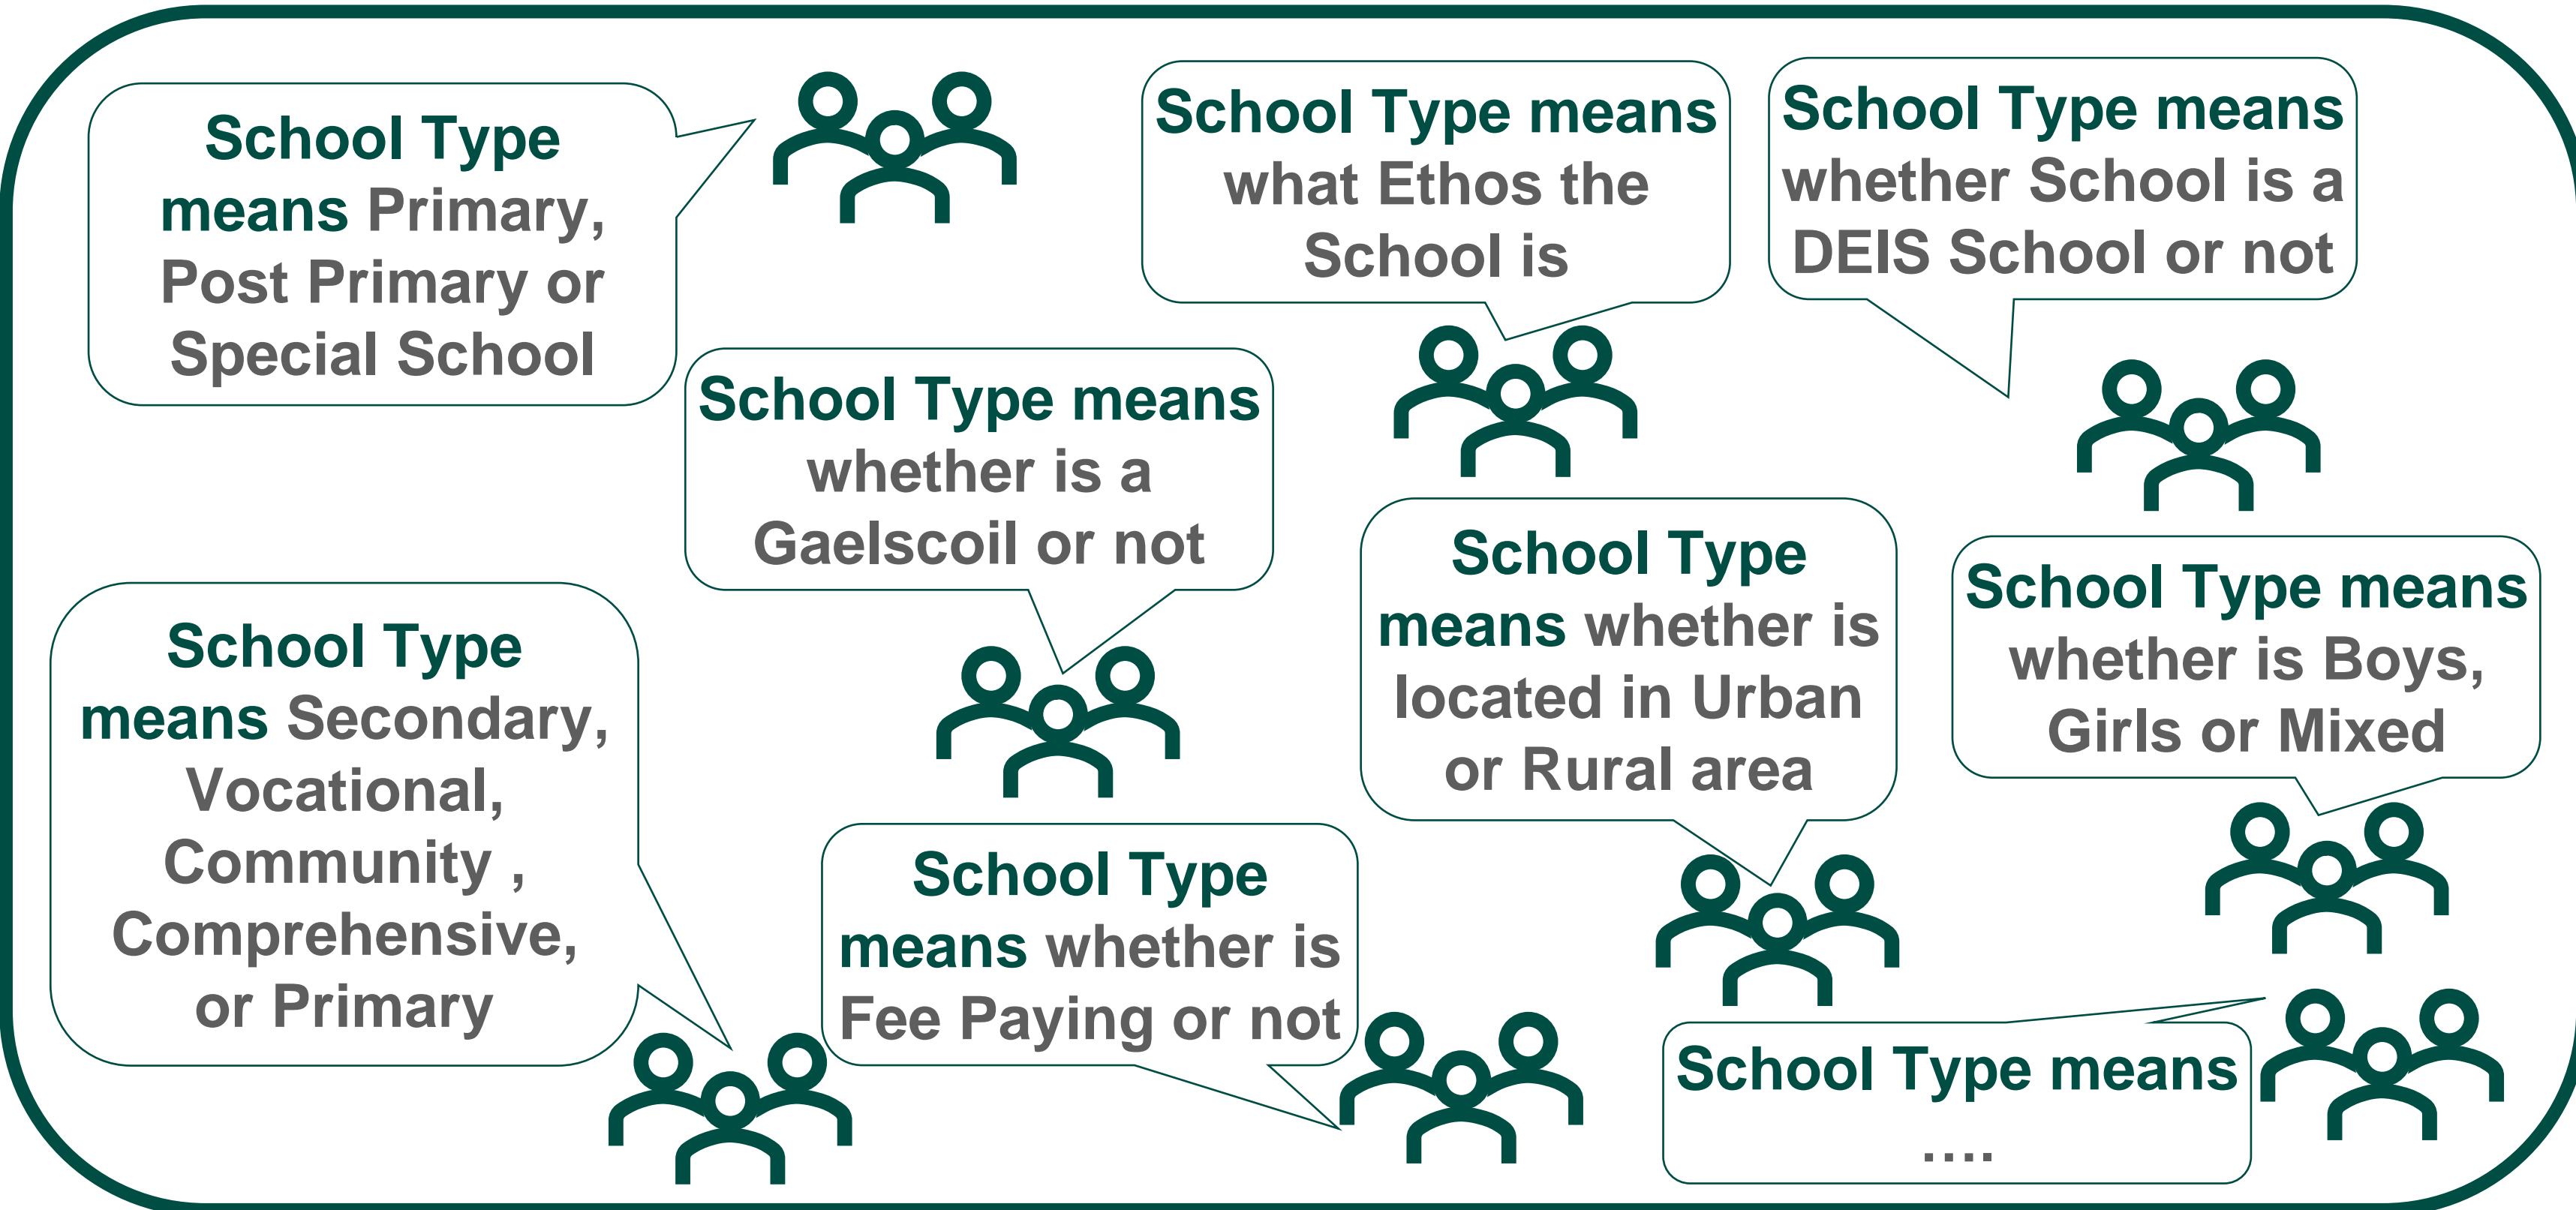 School Type
means Primary,
Post Primary or
Special School
School Type means
what Ethos the
School is
School Type means
whether School is a
DEIS School or not
School Type means
whether is a
Gaelscoil or not
School Type
means whether is
located in Urban
or Rural area
School Type means
whether is Boys,
Girls or Mixed
School Type
means Secondary,
Vocational,
Community ,
Comprehensive,
or Primary
School Type
means whether is
Fee Paying or not
School Type means
....